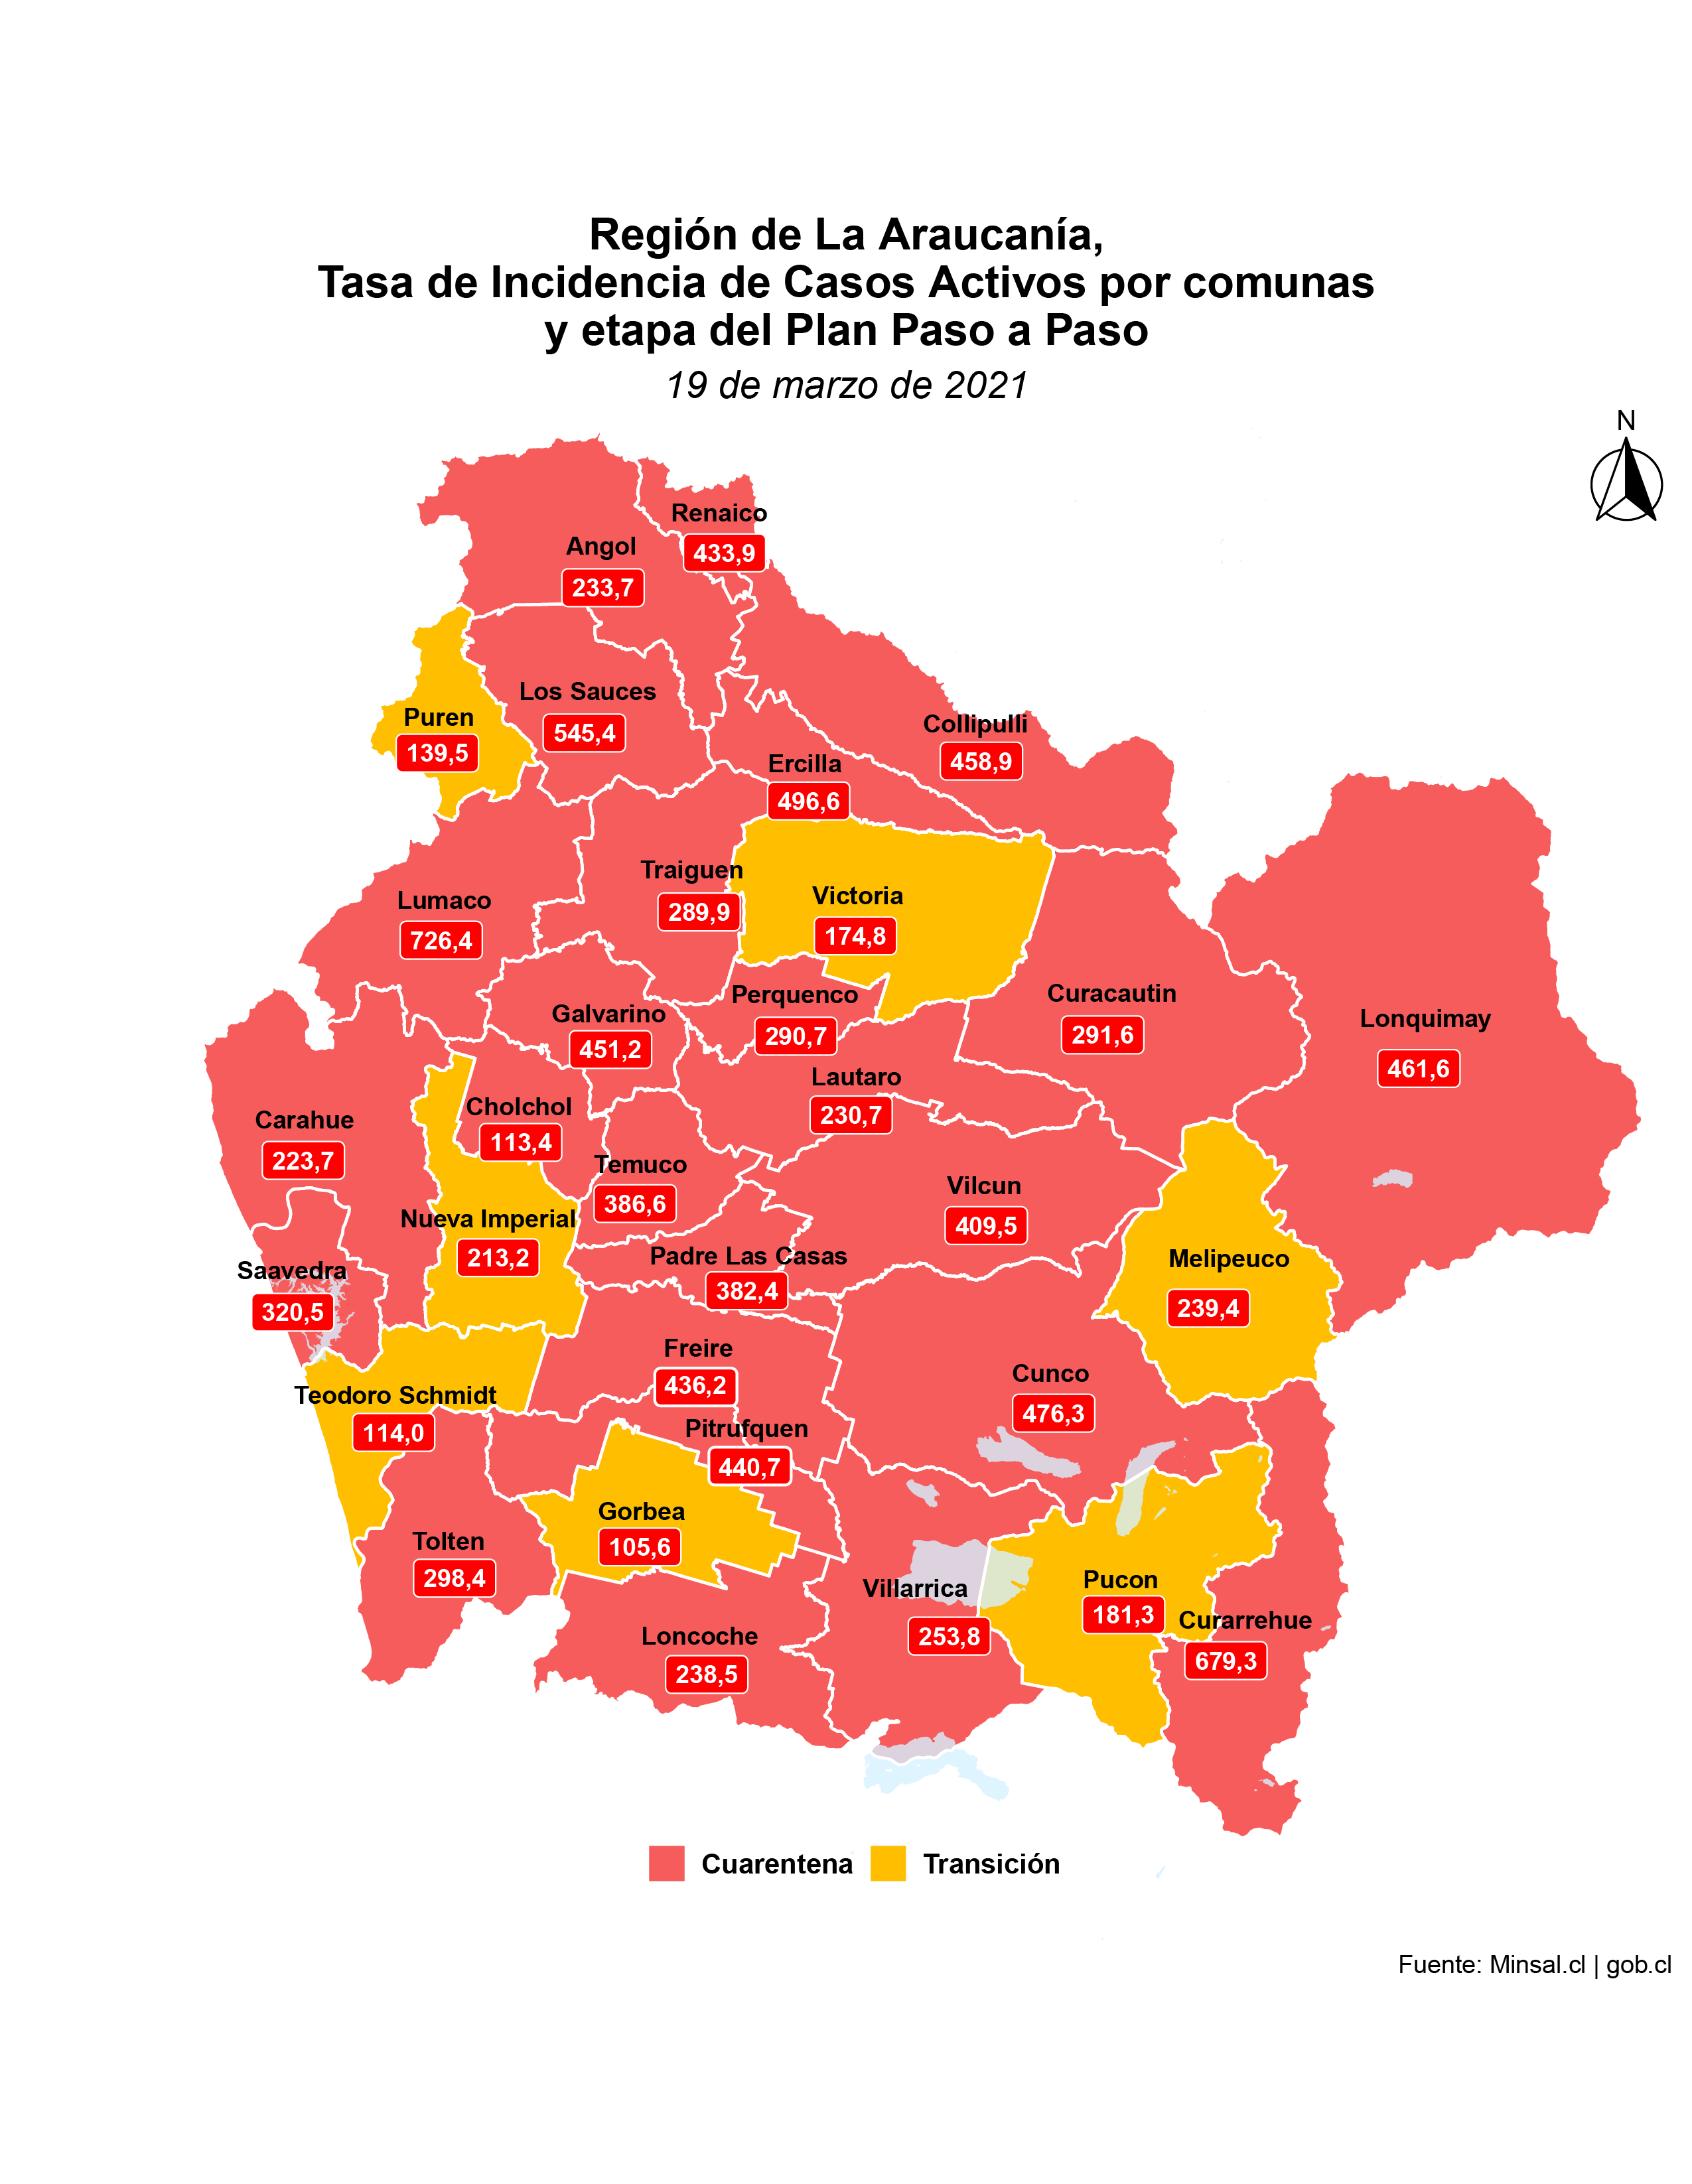 Región de La Araucanía,
Tasa de Incidencia de Casos Activos por comunas
y etapa del Plan Paso a Paso
19 de marzo de 2021
N
Renaico
433,9
Angol
233,7
Los Sauces
545,4
Puren
139,5
Collipulli
458,9
Ercilla
496,6
Traiguen
289,9
Victoria
174,8
Lumaco
726,4
Perquenco
290,7
Curacautin
291,6
Galvarino
451,2
Lonquimay
461,6
Lautaro
230,7
Cholchol
113,4
Carahue
223,7
Temuco
386,6
Vilcun
409,5
Nueva Imperial
213,2
Padre Las Casas
382,4
Melipeuco
239,4
Saavedra
320,5
Freire
436,2
Cunco
476,3
Teodoro Schmidt
114,0
Pitrufquen
440,7
Gorbea
105,6
Tolten
298,4
Villarrica
253,8
Pucon
181,3
Curarrehue
679,3
Loncoche
238,5
Cuarentena
Transición
Fuente: Minsal.cl | gob.cl